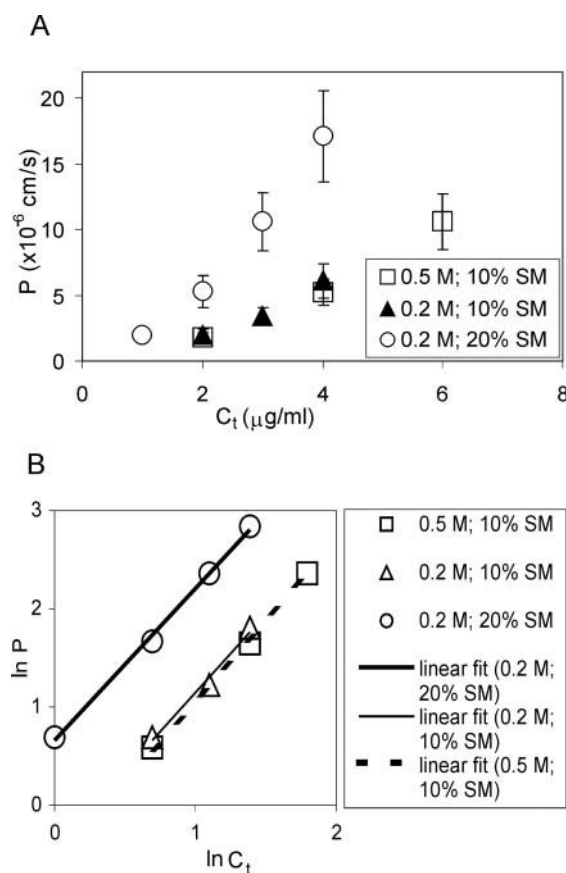 A
P (x10⁻⁶ cm/s)
20
15
10
5
0
0 2 4 6 8
Cₜ (μg/ml)
0.5 M; 10% SM
0.2 M; 10% SM
0.2 M; 20% SM
B
ln P
3
2
1
0
0 1 2
ln Cₜ
0.5 M; 10% SM
0.2 M; 10% SM
0.2 M; 20% SM
linear fit (0.2 M;
20% SM)
linear fit (0.2 M;
10% SM)
linear fit (0.5 M;
10% SM)